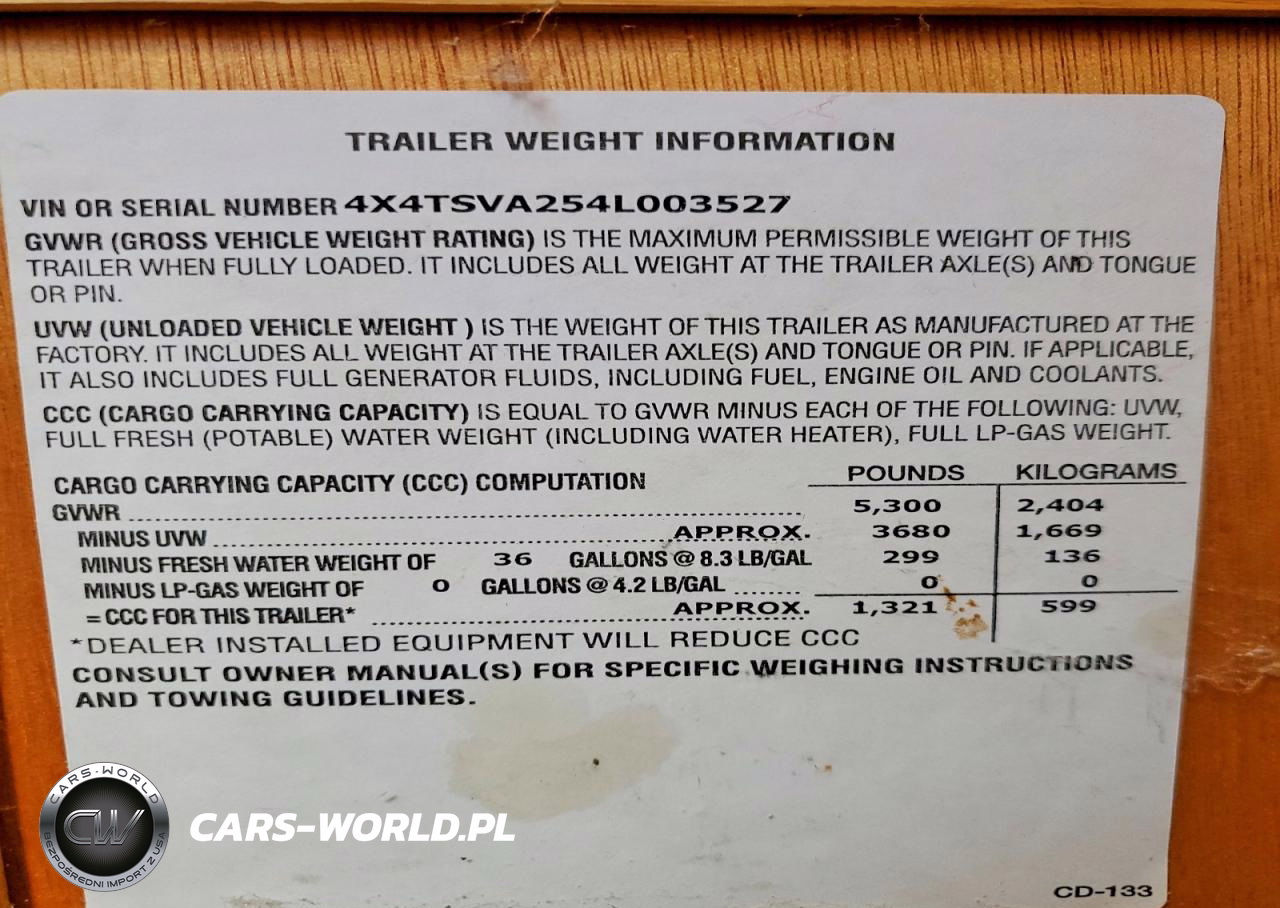 TRAILER WEIGHT INFORMATION
VIN OR SERIAL NUMBER 4X4TSVA254L003527
GVWR (GROSS VEHICLE WEIGHT RATING) IS THE MAXIMUM PERMISSIBLE WEIGHT OF THIS
TRAILER WHEN FULLY LOADED. IT INCLUDES ALL WEIGHT AT THE TRAILER AXLE(S) AND TONGUE
OR PIN.
UVW (UNLOADED VEHICLE WEIGHT ) IS THE WEIGHT OF THIS TRAILER AS MANUFACTURED AT THE
FACTORY. IT INCLUDES ALL WEIGHT AT THE TRAILER AXLE(S) AND TONGUE OR PIN. IF APPLICABLE,
IT ALSO INCLUDES FULL GENERATOR FLUIDS, INCLUDING FUEL, ENGINE OIL AND COOLANTS.
CCC (CARGO CARRYING CAPACITY) IS EQUAL TO GVWR MINUS EACH OF THE FOLLOWING: UVW,
FULL FRESH (POTABLE) WATER WEIGHT (INCLUDING WATER HEATER), FULL LP-GAS WEIGHT.
CARGO CARRYING CAPACITY (CCC) COMPUTATION POUNDS KILOGRAMS
GVWR 5,300 2,404
MINUS UVW APPROX. 3680 1,669
MINUS FRESH WATER WEIGHT OF 36 GALLONS @ 8.3 LB/GAL 299 136
MINUS LP-GAS WEIGHT OF 0 GALLONS @ 4.2 LB/GAL 0 0
= CCC FOR THIS TRAILER* APPROX. 1,321 599
*DEALER INSTALLED EQUIPMENT WILL REDUCE CCC
CONSULT OWNER MANUAL(S) FOR SPECIFIC WEIGHING INSTRUCTIONS
AND TOWING GUIDELINES.
CARS-WORLD
CW
BEZPOŚREDNI IMPORT Z USA
CARS-WORLD.PL
CD-133